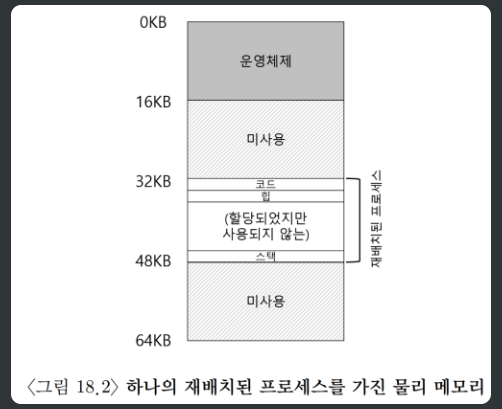 0KB
운영체제
16KB
미사용
32KB
코드
힙
(할당되었지만
사용되지 않는)
스택
재배치된 프로세스
48KB
미사용
64KB
〈그림 18.2〉 하나의 재배치된 프로세스를 가진 물리 메모리